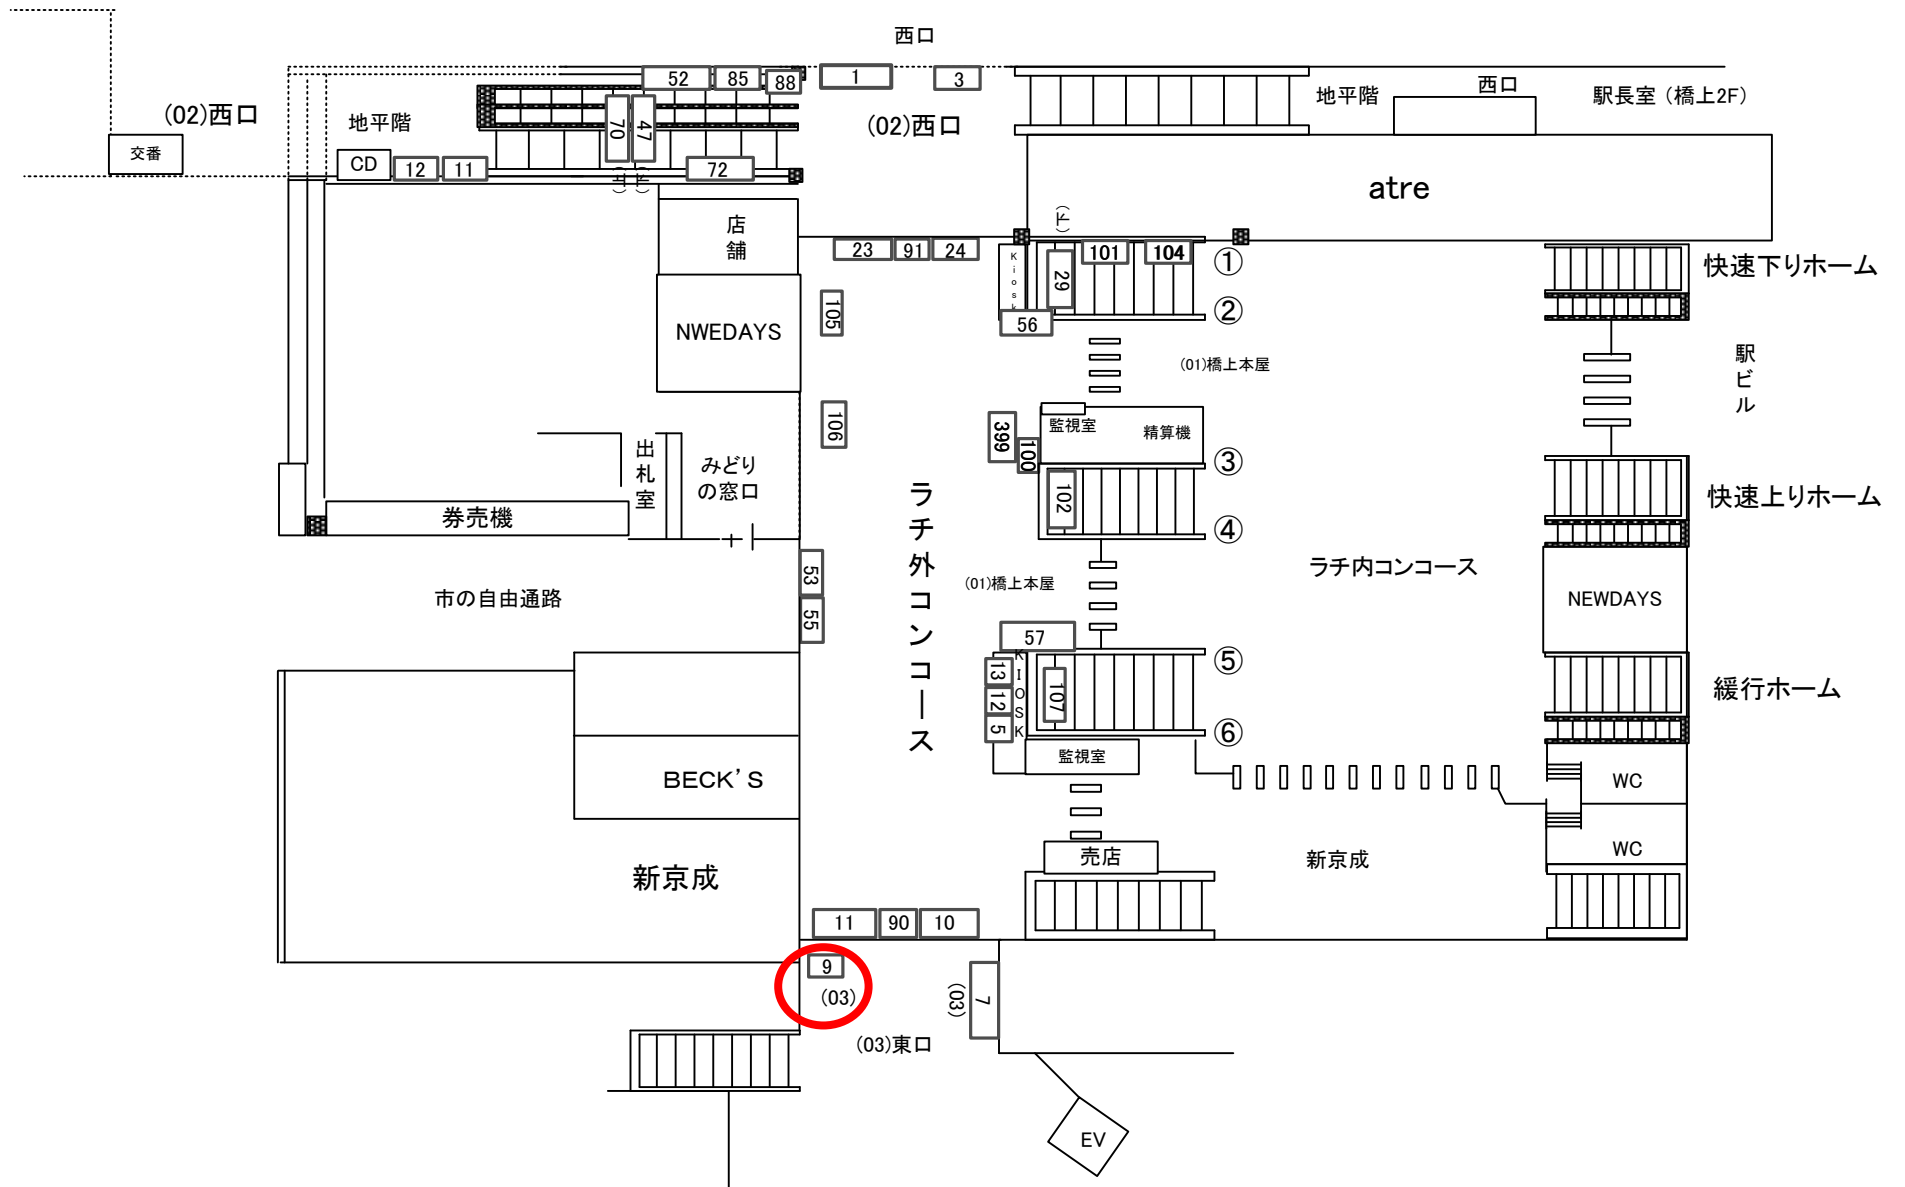 西口
52
85
88
1
3
地平階
西口
駅長室（橋上2F）
(02)西口
地平階
70
47
(02)西口
交番
CD
12
11
72
(上)
(下)
atre
店舗
(下)
23
91
24
Kiosk
29
101
104
①
快速下りホーム
105
②
56
NWEDAYS
(01)橋上本屋
駅ビル
106
399
100
監視室
精算機
出札室
みどり
の窓口
③
102
快速上りホーム
券売機
④
ラチ外コンコース
53
55
市の自由通路
(01)橋上本屋
ラチ内コンコース
NEWDAYS
57
KIOSK
13
12
5
107
⑤
緩行ホーム
⑥
監視室
BECK'S
WC
売店
新京成
WC
新京成
11
90
10
9
(03)
(03)
7
(03)東口
EV